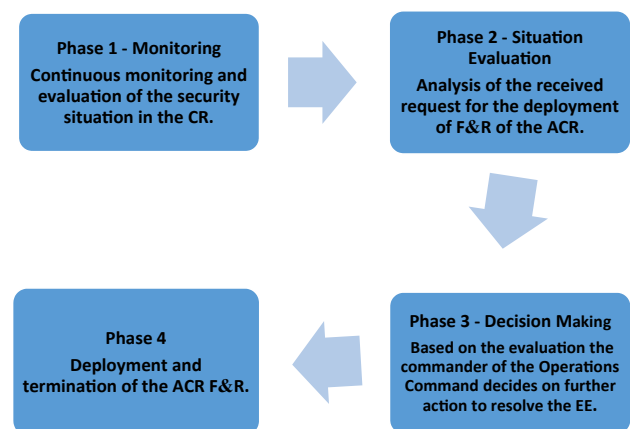 Phase 1 - Monitoring
Continuous monitoring and
evaluation of the security
situation in the CR.
Phase 2 - Situation
Evaluation
Analysis of the received
request for the deployment
of F&R of the ACR.
Phase 3 - Decision Making
Based on the evaluation the
commander of the Operations
Command decides on further
action to resolve the EE.
Phase 4
Deployment and
termination of the ACR F&R.